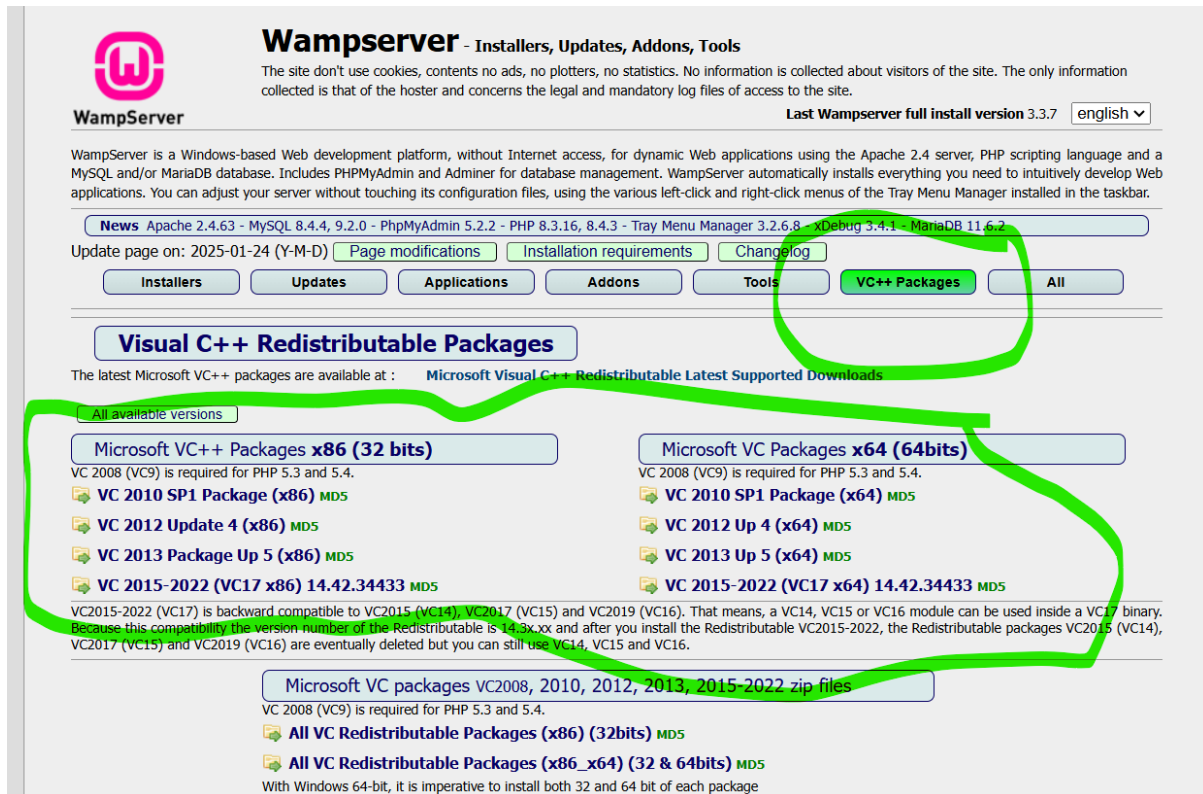 Wampserver - Installers, Updates, Addons, Tools
The site don't use cookies, contents no ads, no plotters, no statistics. No information is collected about visitors of the site. The only information
collected is that of the hoster and concerns the legal and mandatory log files of access to the site.
WampServer
Last Wampserver full install version 3.3.7 english
WampServer is a Windows-based Web development platform, without Internet access, for dynamic Web applications using the Apache 2.4 server, PHP scripting language and a
MySQL and/or MariaDB database. Includes PHPMyAdmin and Adminer for database management. WampServer automatically installs everything you need to intuitively develop Web
applications. You can adjust your server without touching its configuration files, using the various left-click and right-click menus of the Tray Menu Manager installed in the taskbar.
News Apache 2.4.63 - MySQL 8.4.4, 9.2.0 - PhpMyAdmin 5.2.2 - PHP 8.3.16, 8.4.3 - Tray Menu Manager 3.2.6.8 - xDebug 3.4.1 - MariaDB 11.6.2
Update page on: 2025-01-24 (Y-M-D) Page modifications Installation requirements Changelog
Installers Updates Applications Addons Tools VC++ Packages All
Visual C++ Redistributable Packages
The latest Microsoft VC++ packages are available at : Microsoft Visual C++ Redistributable Latest Supported Downloads
All available versions
Microsoft VC++ Packages x86 (32 bits)
VC 2008 (VC9) is required for PHP 5.3 and 5.4.
VC 2010 SP1 Package (x86) MD5
VC 2012 Update 4 (x86) MD5
VC 2013 Package Up 5 (x86) MD5
VC 2015-2022 (VC17 x86) 14.42.34433 MD5
Microsoft VC Packages x64 (64bits)
VC 2008 (VC9) is required for PHP 5.3 and 5.4.
VC 2010 SP1 Package (x64) MD5
VC 2012 Up 4 (x64) MD5
VC 2013 Up 5 (x64) MD5
VC 2015-2022 (VC17 x64) 14.42.34433 MD5
VC2015-2022 (VC17) is backward compatible to VC2015 (VC14), VC2017 (VC15) and VC2019 (VC16). That means, a VC14, VC15 or VC16 module can be used inside a VC17 binary.
Because this compatibility the version number of the Redistributable is 14.3x.xx and after you install the Redistributable VC2015-2022, the Redistributable packages VC2015 (VC14),
VC2017 (VC15) and VC2019 (VC16) are eventually deleted but you can still use VC14, VC15 and VC16.
Microsoft VC packages VC2008, 2010, 2012, 2013, 2015-2022 zip files
VC 2008 (VC9) is required for PHP 5.3 and 5.4.
All VC Redistributable Packages (x86) (32bits) MD5
All VC Redistributable Packages (x86_x64) (32 & 64bits) MD5
With Windows 64-bit, it is imperative to install both 32 and 64 bit of each package